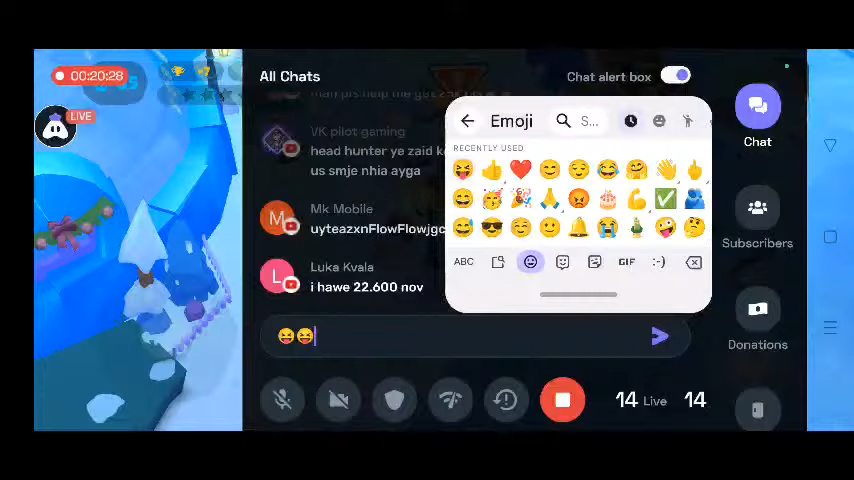 00:20:28
LIVE
All Chats
Chat alert box
VK pilot gaming
head hunter ye zaid k
us smje nhia ayga
Mk Mobile
uyteazxnFlowFlowjgc
Luka Kvala
i hawe 22.600 nov
Emoji
S...
RECENTLY USED
ABC
GIF
:-)
😝😝
14 Live 14
Chat
Subscribers
Donations